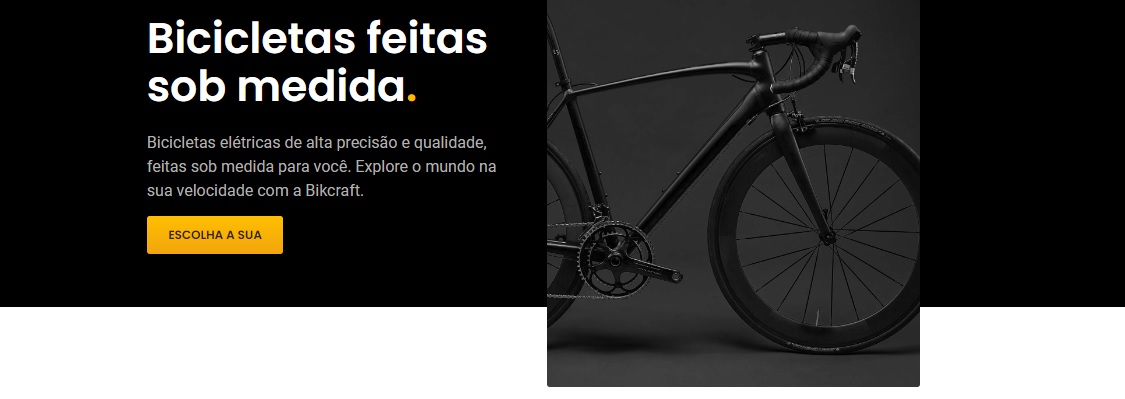 Bicicletas feitas
sob medida.
Bicicletas elétricas de alta precisão e qualidade,
feitas sob medida para você. Explore o mundo na
sua velocidade com a Bikcraft.
ESCOLHA A SUA